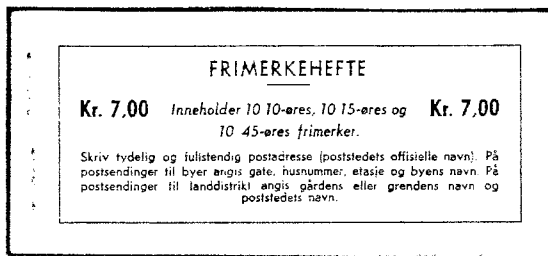 FRIMERKEHEFTE
Kr. 7,00 Inneholder 10 10-øres, 10 15-øres og Kr. 7,00
10 45-øres frimerker.
Skriv tydelig og fullstendig postadresse (poststedets offisielle navn). På
postsendinger til byer angis gate, husnummer, etasje og byens navn. På
postsendinger til landdistrikt angis gårdens eller grendens navn og
poststedets navn.